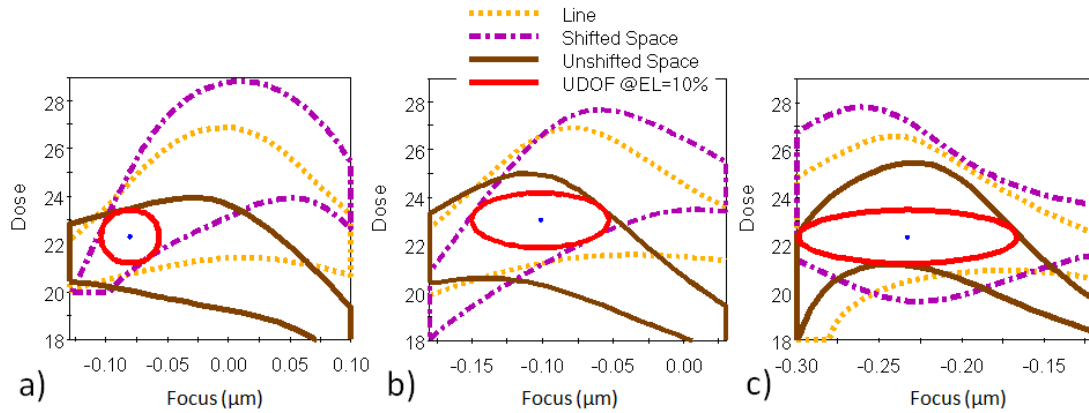 Line
Shifted Space
Unshifted Space
UDOF @EL=10%
28
26
24
22
20
18
Dose
-0.10
-0.05
0.00
0.05
0.10
a)
Focus (µm)
28
26
24
22
20
18
Dose
-0.15
-0.10
-0.05
0.00
b)
Focus (µm)
28
26
24
22
20
18
Dose
-0.30
-0.25
-0.20
-0.15
c)
Focus (µm)